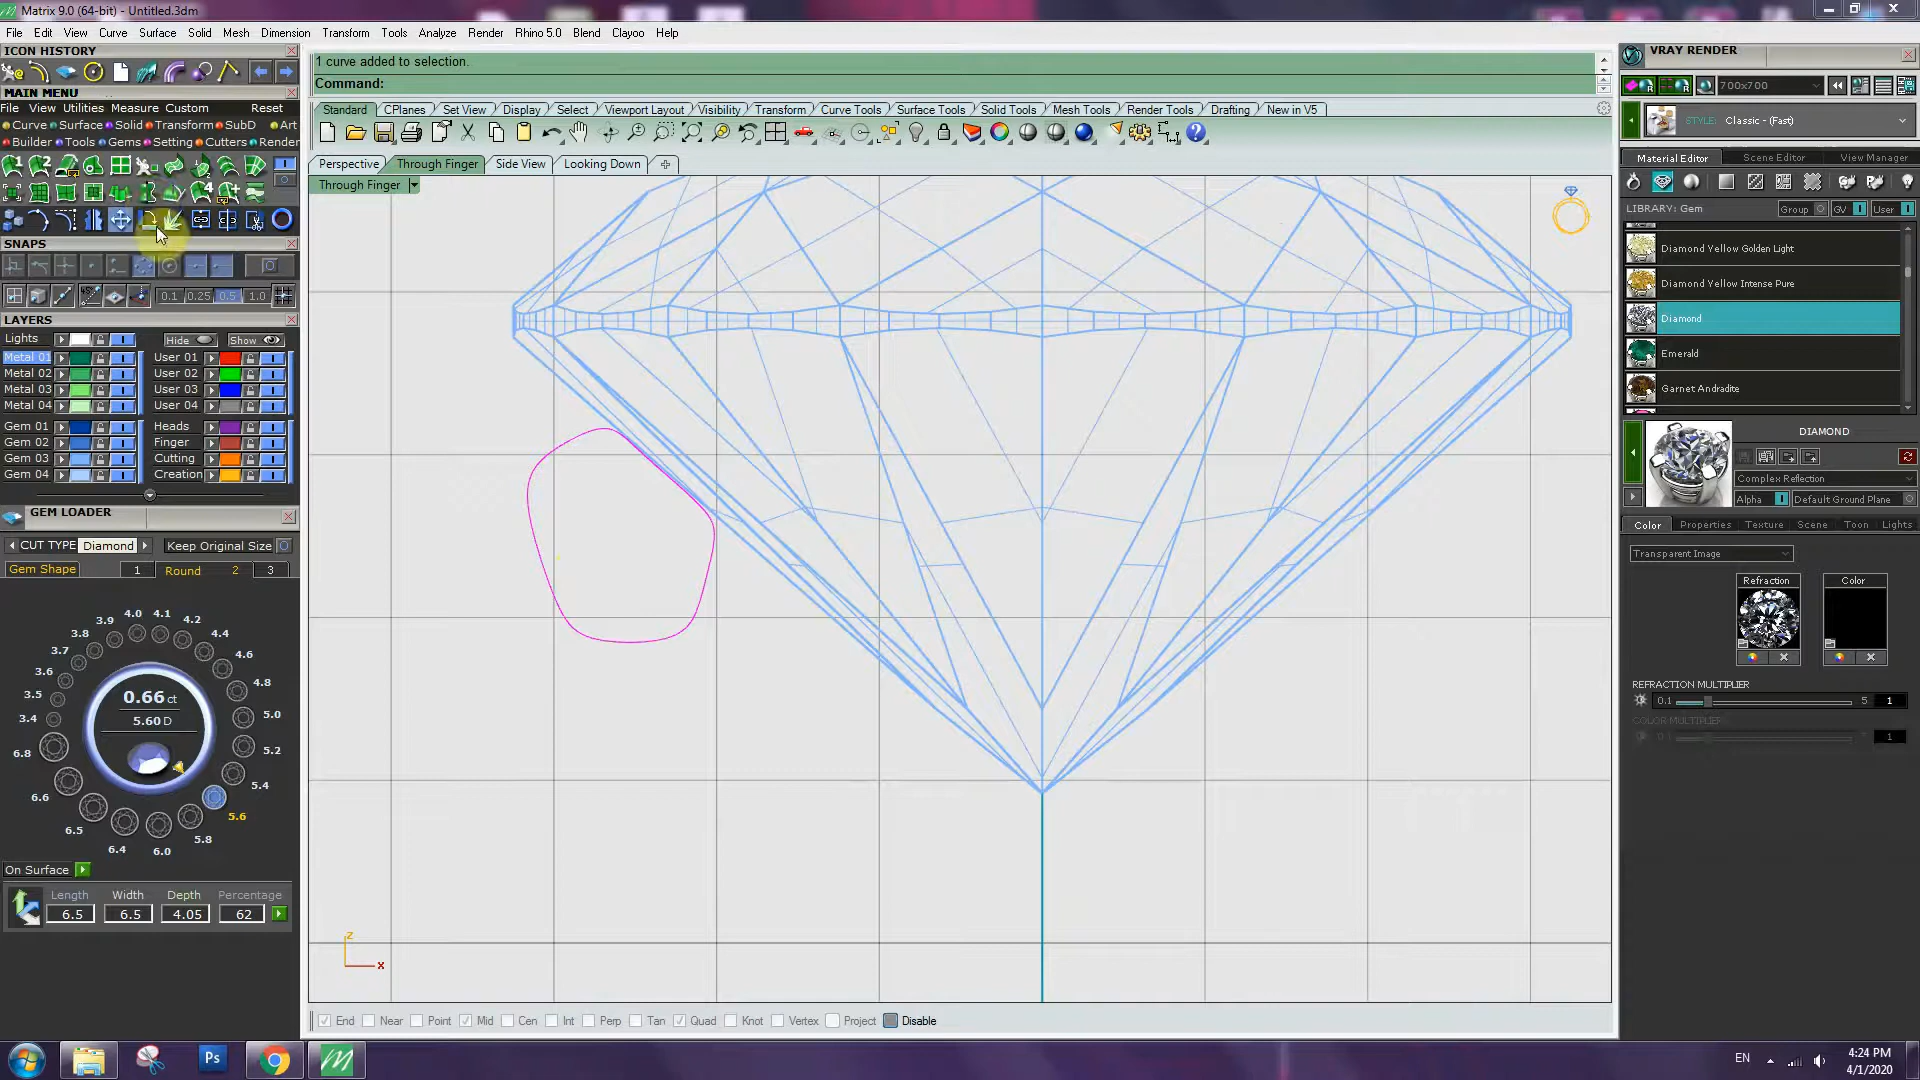 Matrix 9.0 (64-bit) - Untitled.3dm
File Edit View Curve Surface Solid Mesh Dimension Transform Tools Analyze Render Rhino 5.0 Blend Clayoo Help
ICON HISTORY
MAIN MENU
File View Utilities Measure Custom Reset
Curve Surface Solid Transform SubD Art
Builder Tools Gems Setting Cutters Render
SNAPS
0.1 0.25 0.5 1.0
LAYERS
Lights Hide Show
Metal 01 User 01
Metal 02 User 02
Metal 03 User 03
Metal 04 User 04
Gem 01 Heads
Gem 02 Finger
Gem 03 Cutting
Gem 04 Creation
GEM LOADER
CUT TYPE Diamond Keep Original Size
Gem Shape 1 Round 2 3
4.0 4.1
3.9 4.2
3.8 4.4
3.7
3.6 4.6
3.5 4.8
3.4 5.0
0.66 ct
5.60 D
6.8 5.2
6.6 5.4
6.5 5.6
6.4 6.0 5.8
On Surface
Length Width Depth Percentage
6.5 6.5 4.05 62
1 curve added to selection.
Command:
Standard CPlanes Set View Display Select Viewport Layout Visibility Transform Curve Tools Surface Tools Solid Tools Mesh Tools Render Tools Drafting New in V5
Perspective Through Finger Side View Looking Down
Through Finger
z
x
End Near Point Mid Cen Int Perp Tan Quad Knot Vertex Project Disable
VRAY RENDER
700x700
STYLE: Classic - (Fast)
Material Editor Scene Editor View Manager
LIBRARY: Gem Group GV User
Diamond Yellow Golden Light
Diamond Yellow Intense Pure
Diamond
Emerald
Garnet Andradite
DIAMOND
Complex Reflection
Alpha Default Ground Plane
Color Properties Texture Scene Toon Lights
Transparent Image
Refraction Color
REFRACTION MULTIPLIER
0.1 5 1
COLOR MULTIPLIER
0.1 1
Ps
EN 4:24 PM
4/1/2020